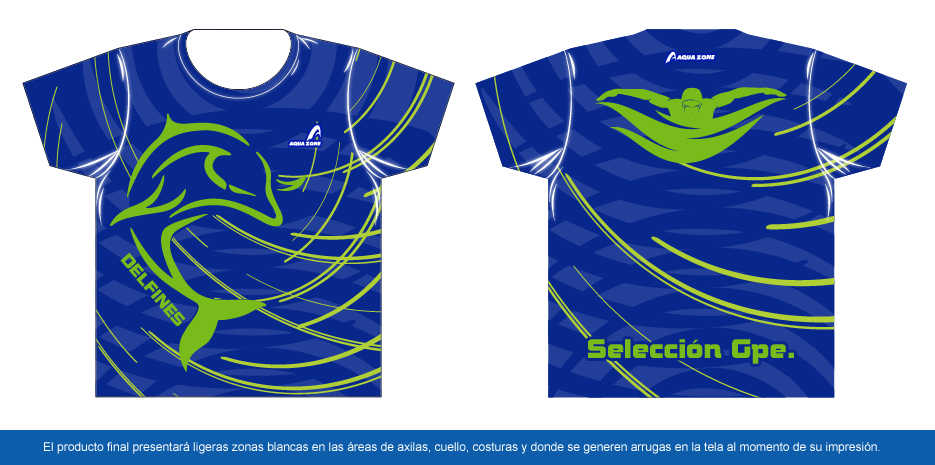 AQUA ZONE
DELFINES
AQUA ZONE
Selección Gpe.
El producto final presentará ligeras zonas blancas en las áreas de axilas, cuello, costuras y donde se generen arrugas en la tela al momento de su impresión.